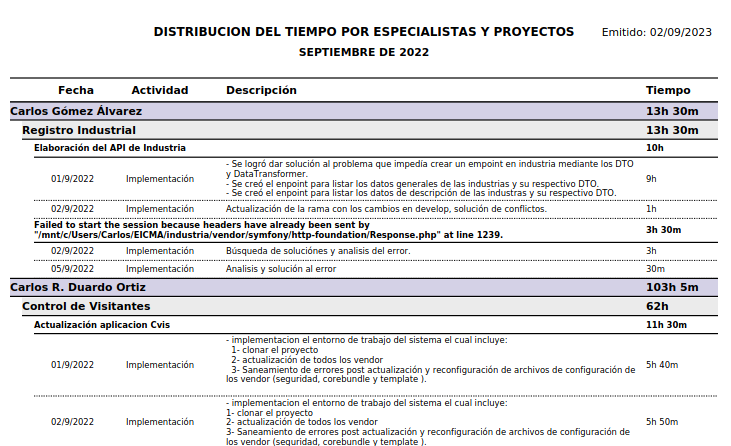 DISTRIBUCION DEL TIEMPO POR ESPECIALISTAS Y PROYECTOS Emitido: 02/09/2023
SEPTIEMBRE DE 2022
Fecha Actividad Descripción Tiempo
Carlos Gómez Álvarez 13h 30m
Registro Industrial 13h 30m
Elaboración del API de Industria 10h
- Se logró dar solución al problema que impedía crear un empoint en industria mediante los DTO
y DataTransformer.
01/9/2022 Implementación 9h
- Se creó el enpoint para listar los datos generales de las industrias y su respectivo DTO.
- Se creó el enpoint para listar los datos de descripción de las industras y su respectivo DTO.
02/9/2022 Implementación Actualización de la rama con los cambios en develop, solución de conflictos. 1h
Failed to start the session because headers have already been sent by
"/mnt/c/Users/Carlos/EICMA/industria/vendor/symfony/http-foundation/Response.php" at line 1239. 3h 30m
02/9/2022 Implementación Búsqueda de soluciónes y analisis del error. 3h
05/9/2022 Implementación Analisis y solución al error 30m
Carlos R. Duardo Ortiz 103h 5m
Control de Visitantes 62h
Actualización aplicacion Cvis 11h 30m
- implementacion el entorno de trabajo del sistema el cual incluye:
1- clonar el proyecto
2- actualización de todos los vendor
01/9/2022 Implementación 5h 40m
3- Saneamiento de errores post actualización y reconfiguración de archivos de configuración de
los vendor (seguridad, corebundle y template ).
- implementacion el entorno de trabajo del sistema el cual incluye:
1- clonar el proyecto
02/9/2022 Implementación 2- actualización de todos los vendor 5h 50m
3- Saneamiento de errores post actualización y reconfiguración de archivos de configuración de
los vendor (seguridad, corebundle y template ).